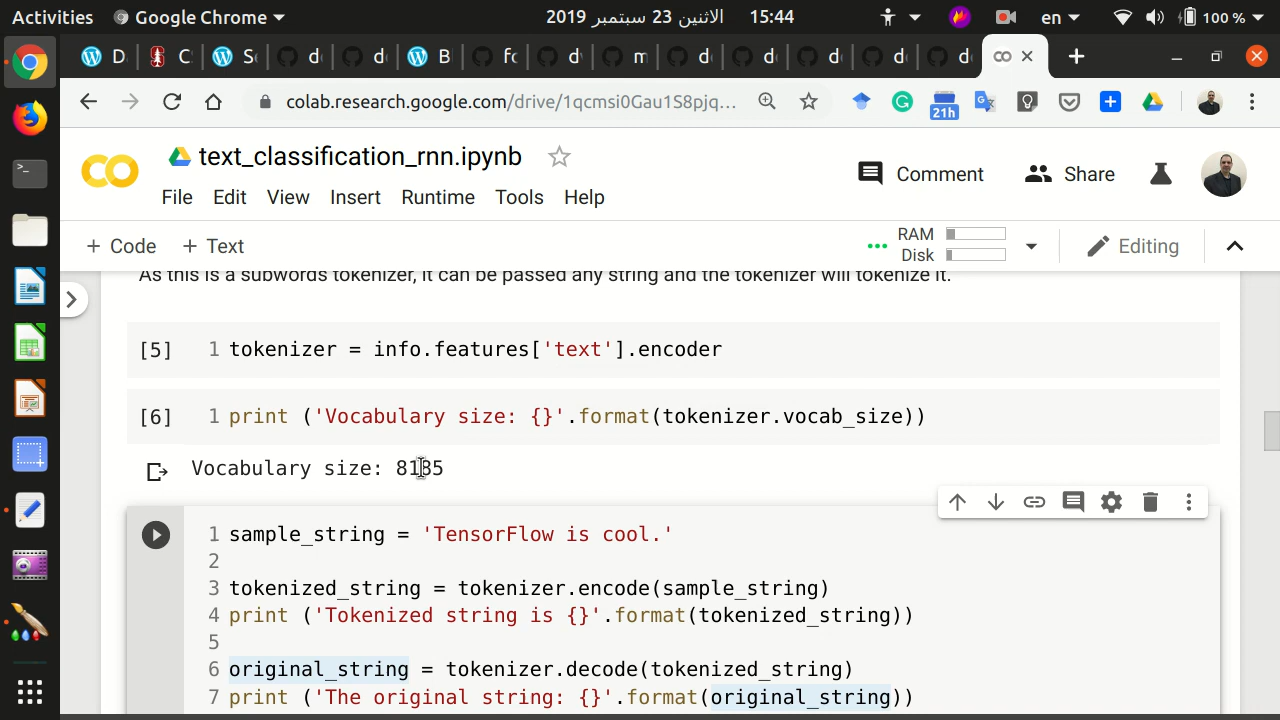 Activities Google Chrome 2019 الاثنين 23 سبتمبر 15:44 en 100 %
D C S d d B f d m d d d d d
colab.research.google.com/drive/1qcmsi0Gau1S8pjq... 21h
text_classification_rnn.ipynb
Comment Share
File Edit View Insert Runtime Tools Help
+ Code + Text RAM Disk Editing
As this is a subwords tokenizer, it can be passed any string and the tokenizer will tokenize it.
[5] 1 tokenizer = info.features['text'].encoder
[6] 1 print ('Vocabulary size: {}'.format(tokenizer.vocab_size))
Vocabulary size: 8185
1 sample_string = 'TensorFlow is cool.'
2
3 tokenized_string = tokenizer.encode(sample_string)
4 print ('Tokenized string is {}'.format(tokenized_string))
5
6 original_string = tokenizer.decode(tokenized_string)
7 print ('The original string: {}'.format(original_string))